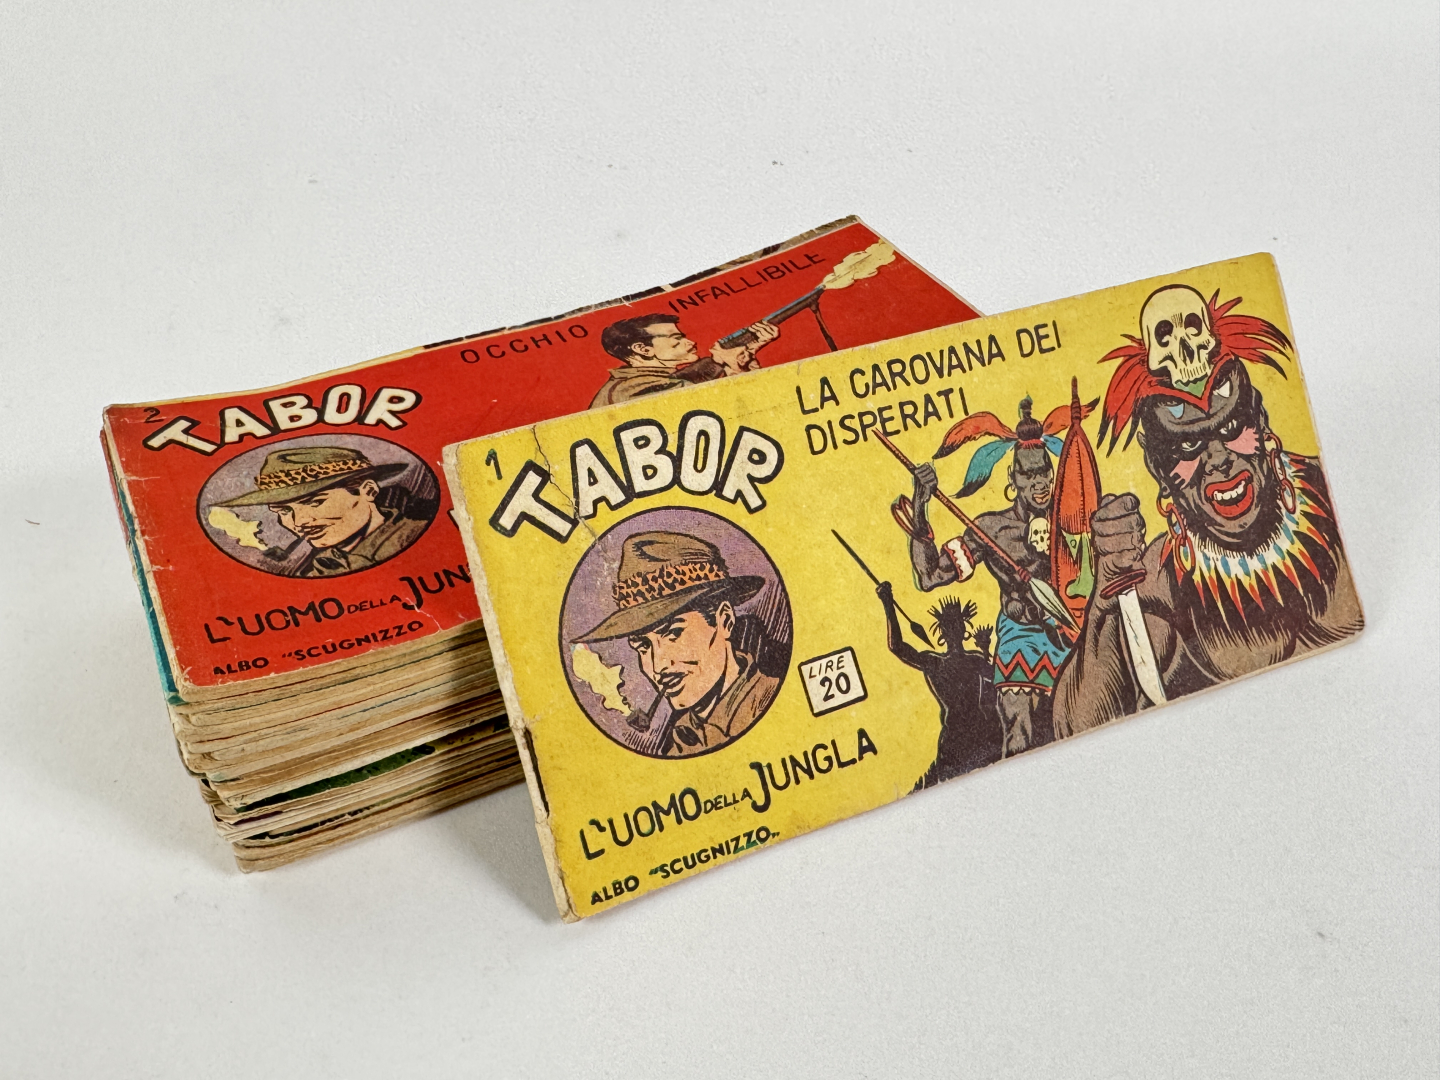 2
TABOR
OCCHIO INFALLIBILE
L'UOMO DELLA JUN
ALBO "SCUGNIZZO
1
TABOR
LA CAROVANA DEI
DISPERATI
LIRE
20
L'UOMO DELLA JUNGLA
ALBO "SCUGNIZZO"